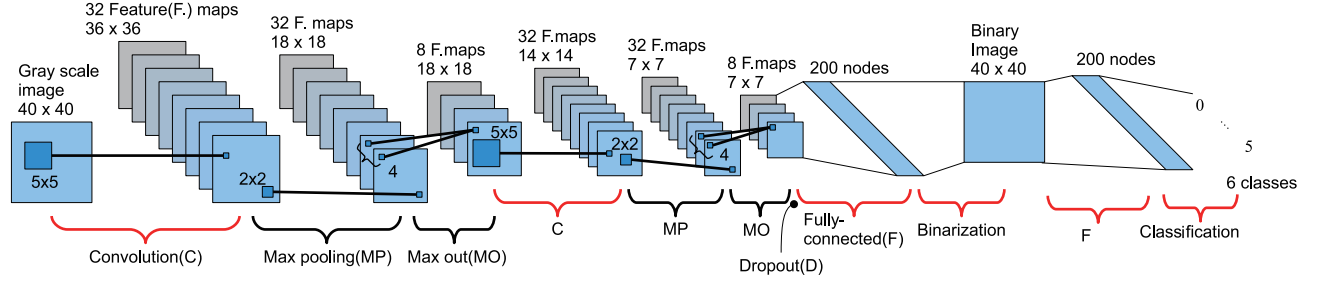 Gray scale
image
40 x 40
5x5
32 Feature(F.) maps
36 x 36
2x2
32 F. maps
18 x 18
4
8 F.maps
18 x 18
5x5
32 F.maps
14 x 14
2x2
32 F.maps
7 x 7
4
8 F.maps
7 x 7
200 nodes
Binary
Image
40 x 40
200 nodes
0
5
6 classes
Convolution(C)
Max pooling(MP)
Max out(MO)
C
MP
MO
Dropout(D)
Fully-
connected(F)
Binarization
F
Classification